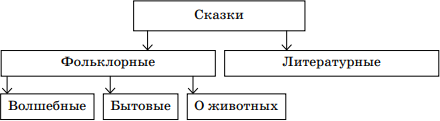 Сказки
Фольклорные
Литературные
Волшебные
Бытовые
О животных